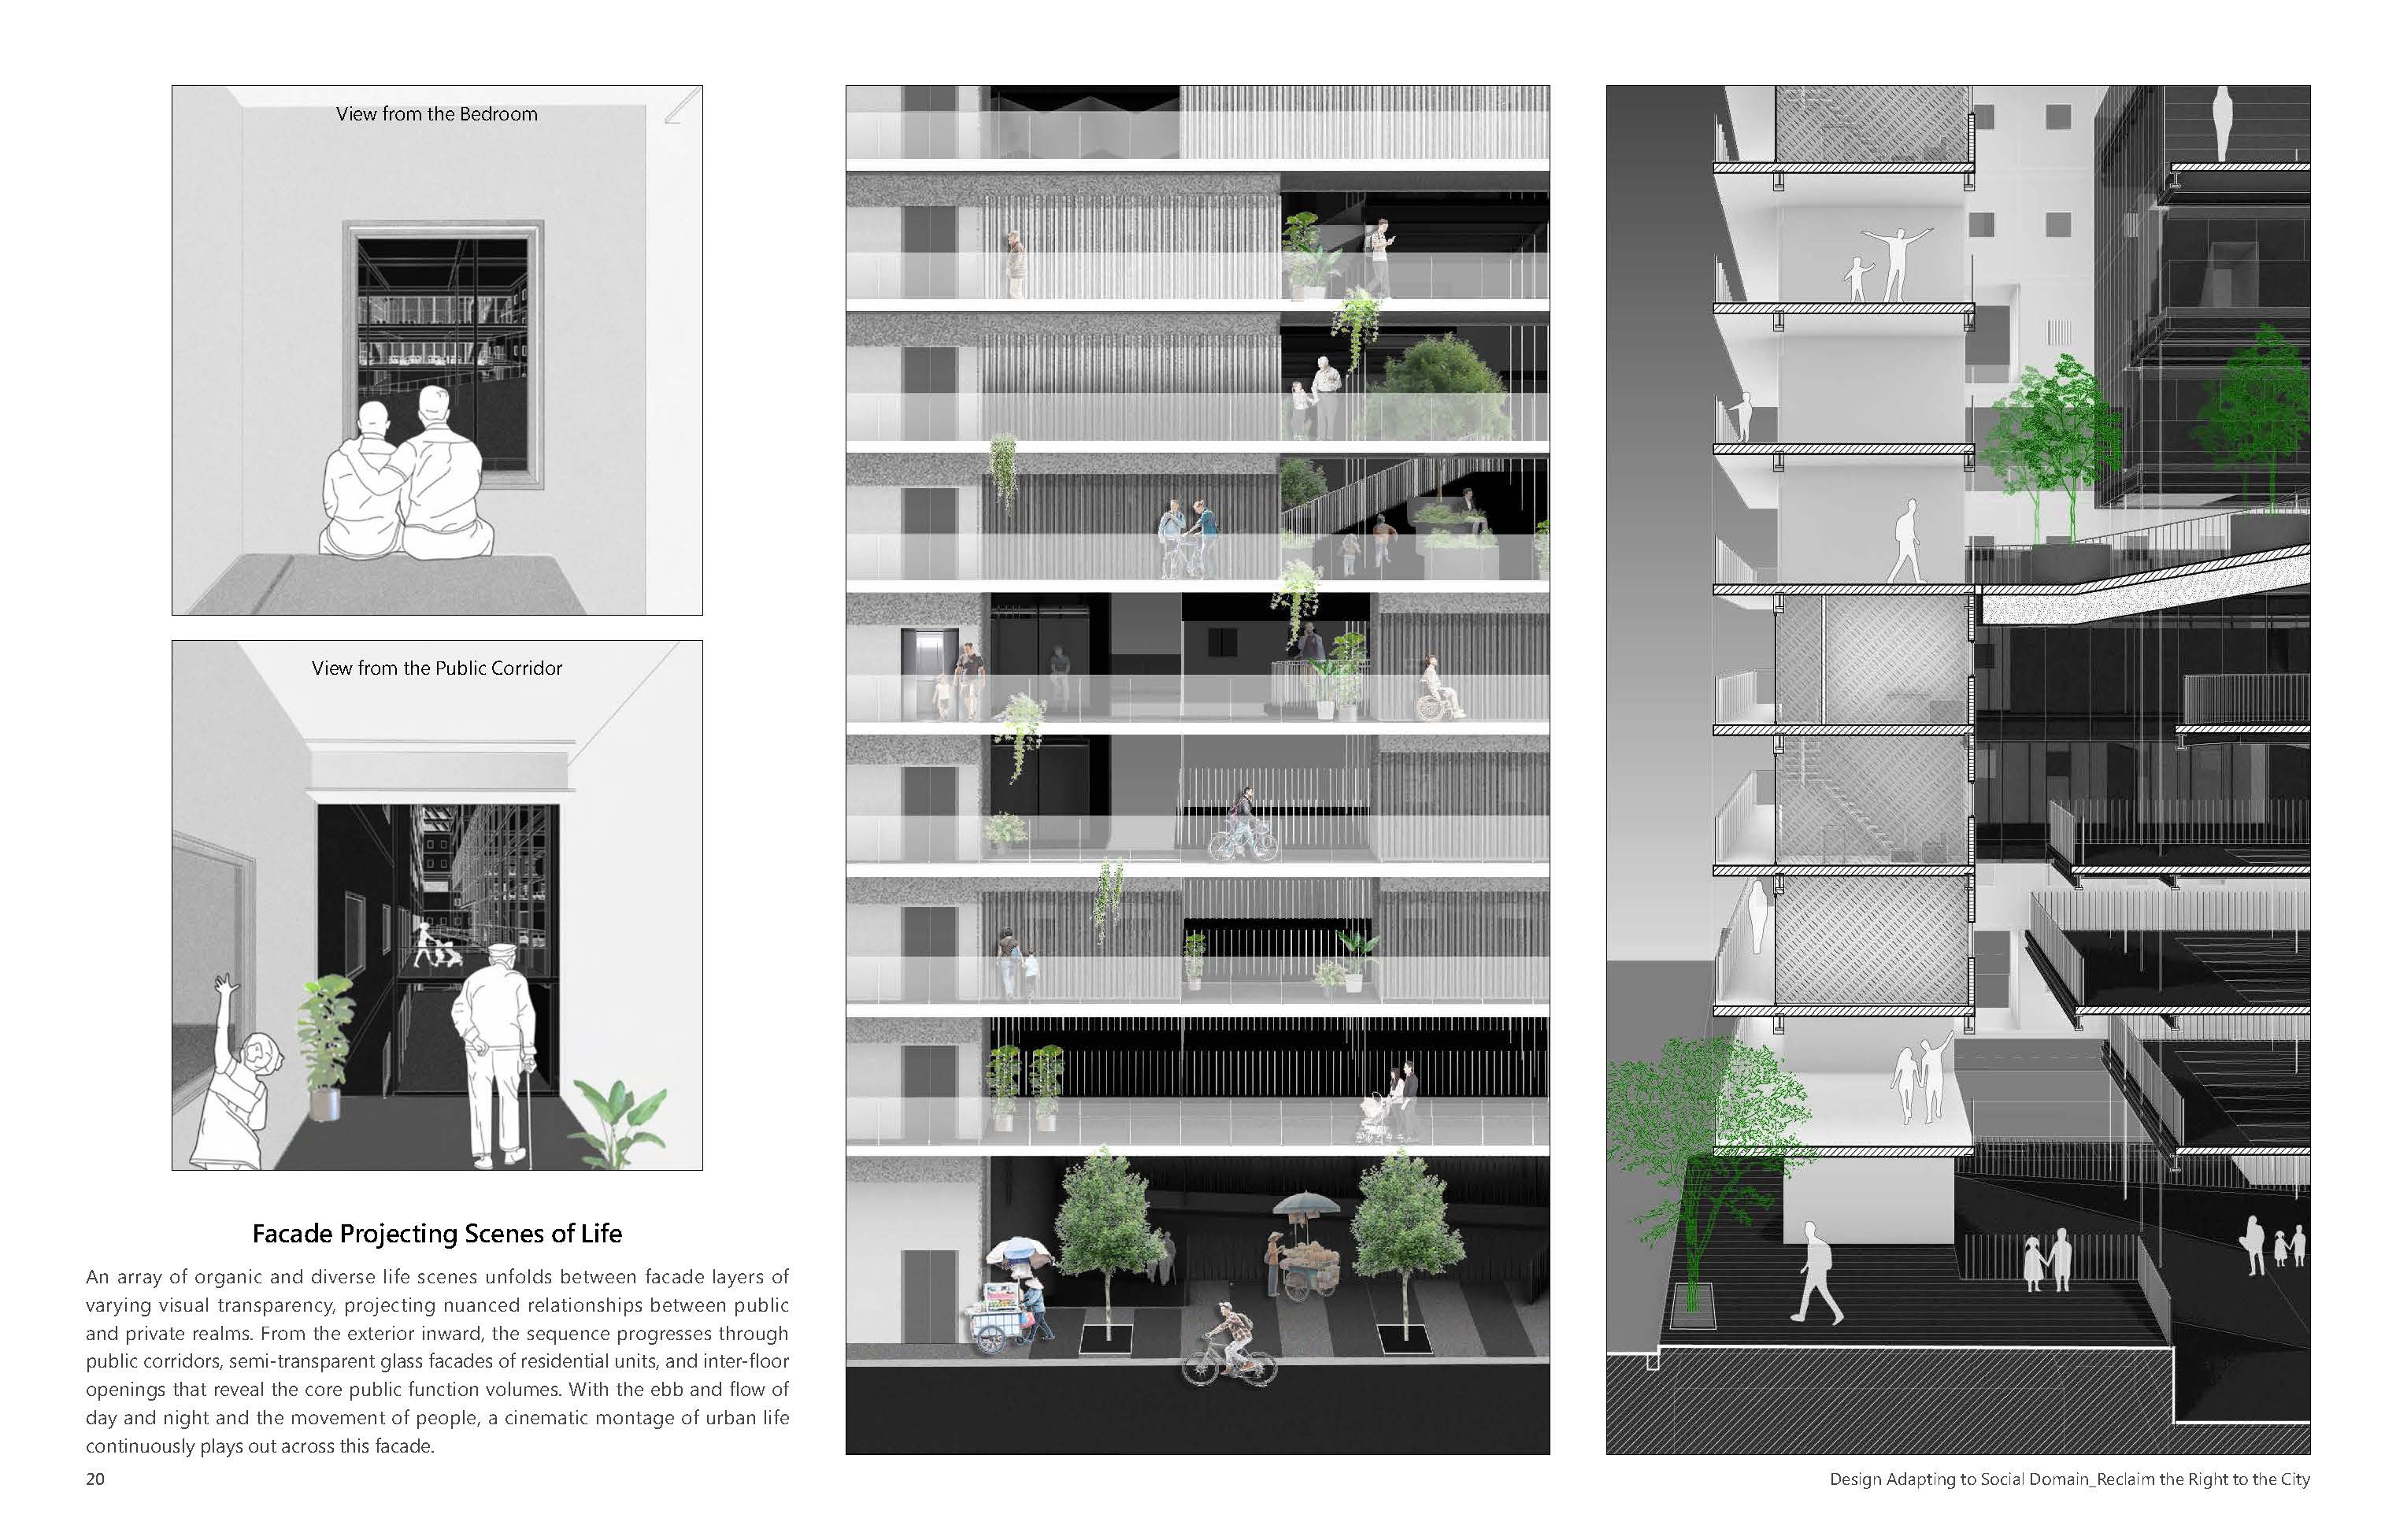 View from the Bedroom
View from the Public Corridor
Facade Projecting Scenes of Life
An array of organic and diverse life scenes unfolds between facade layers of
varying visual transparency, projecting nuanced relationships between public
and private realms. From the exterior inward, the sequence progresses through
public corridors, semi-transparent glass facades of residential units, and inter-floor
openings that reveal the core public function volumes. With the ebb and flow of
day and night and the movement of people, a cinematic montage of urban life
continuously plays out across this facade.
20
Design Adapting to Social Domain_Reclaim the Right to the City